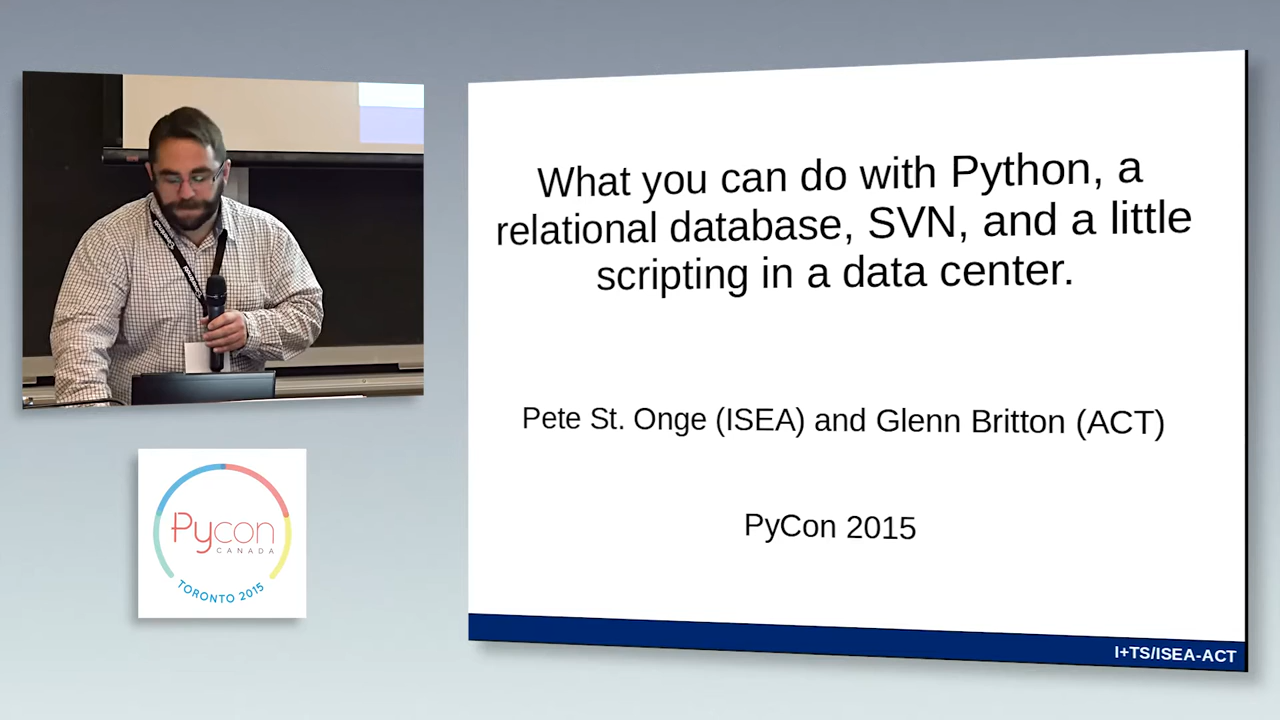 What you can do with Python, a
relational database, SVN, and a little
scripting in a data center.
Pete St. Onge (ISEA) and Glenn Britton (ACT)
PyCon 2015
I+TS/ISEA-ACT
Pycon
CANADA
TORONTO 2015